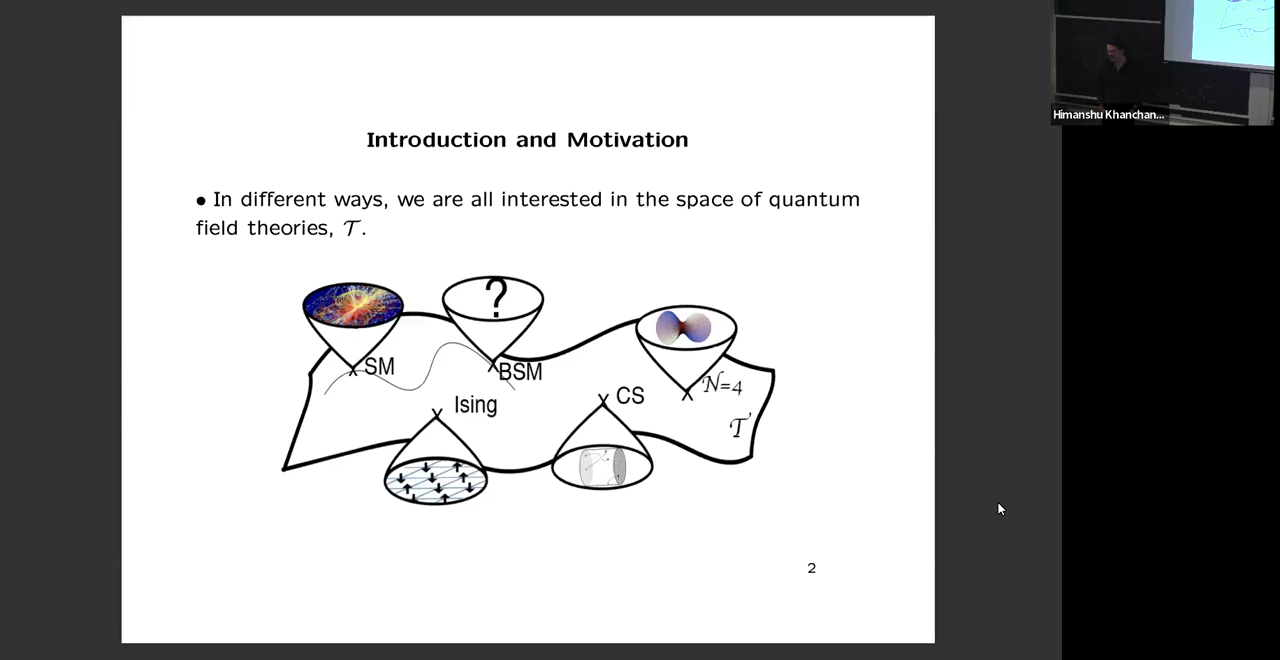 Introduction and Motivation
• In different ways, we are all interested in the space of quantum
field theories, 𝒯.
?
SM
BSM
Ising
CS
𝒩=4
𝒯
2
Himanshu Khanchan...